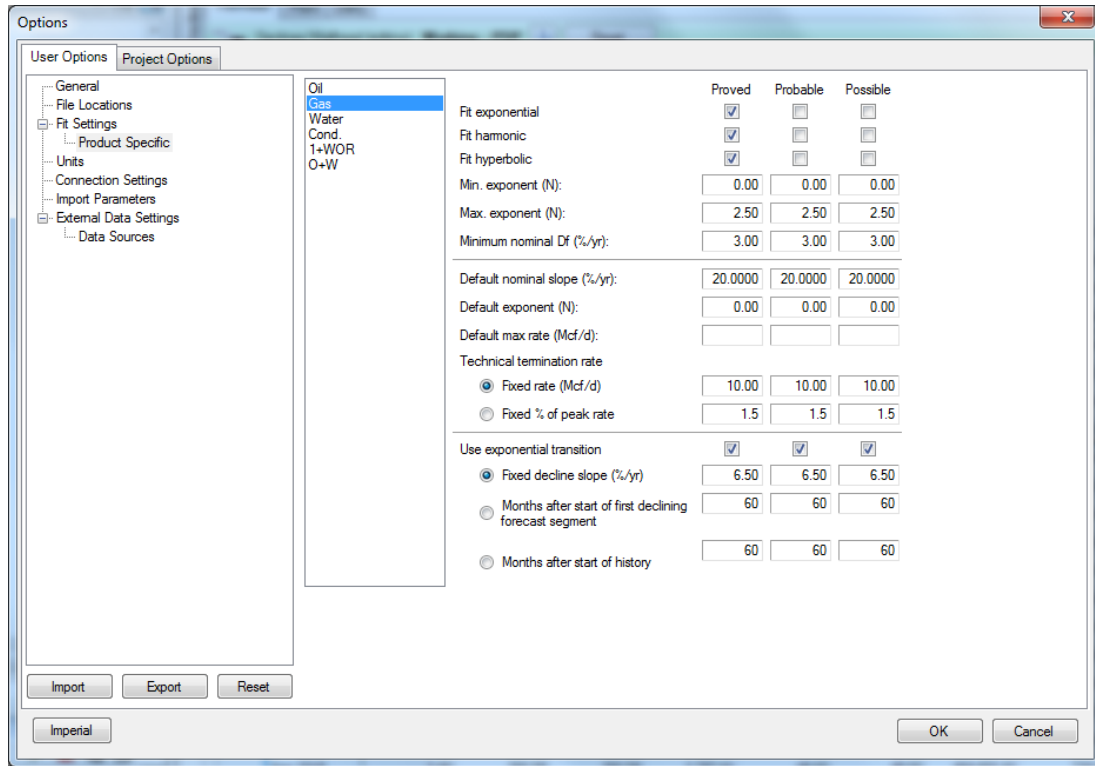 Options
User Options Project Options
General
File Locations
Fit Settings
Product Specific
Units
Connection Settings
Import Parameters
External Data Settings
Data Sources
Oil
Gas
Water
Cond.
1+WOR
O+W
Proved Probable Possible
Fit exponential
Fit harmonic
Fit hyperbolic
Min. exponent (N): 0.00 0.00 0.00
Max. exponent (N): 2.50 2.50 2.50
Minimum nominal Df (%/yr): 3.00 3.00 3.00
Default nominal slope (%/yr): 20.0000 20.0000 20.0000
Default exponent (N): 0.00 0.00 0.00
Default max rate (Mcf/d):
Technical termination rate
Fixed rate (Mcf/d) 10.00 10.00 10.00
Fixed % of peak rate 1.5 1.5 1.5
Use exponential transition
Fixed decline slope (%/yr) 6.50 6.50 6.50
Months after start of first declining 60 60 60
forecast segment
Months after start of history 60 60 60
Import Export Reset
Imperial OK Cancel